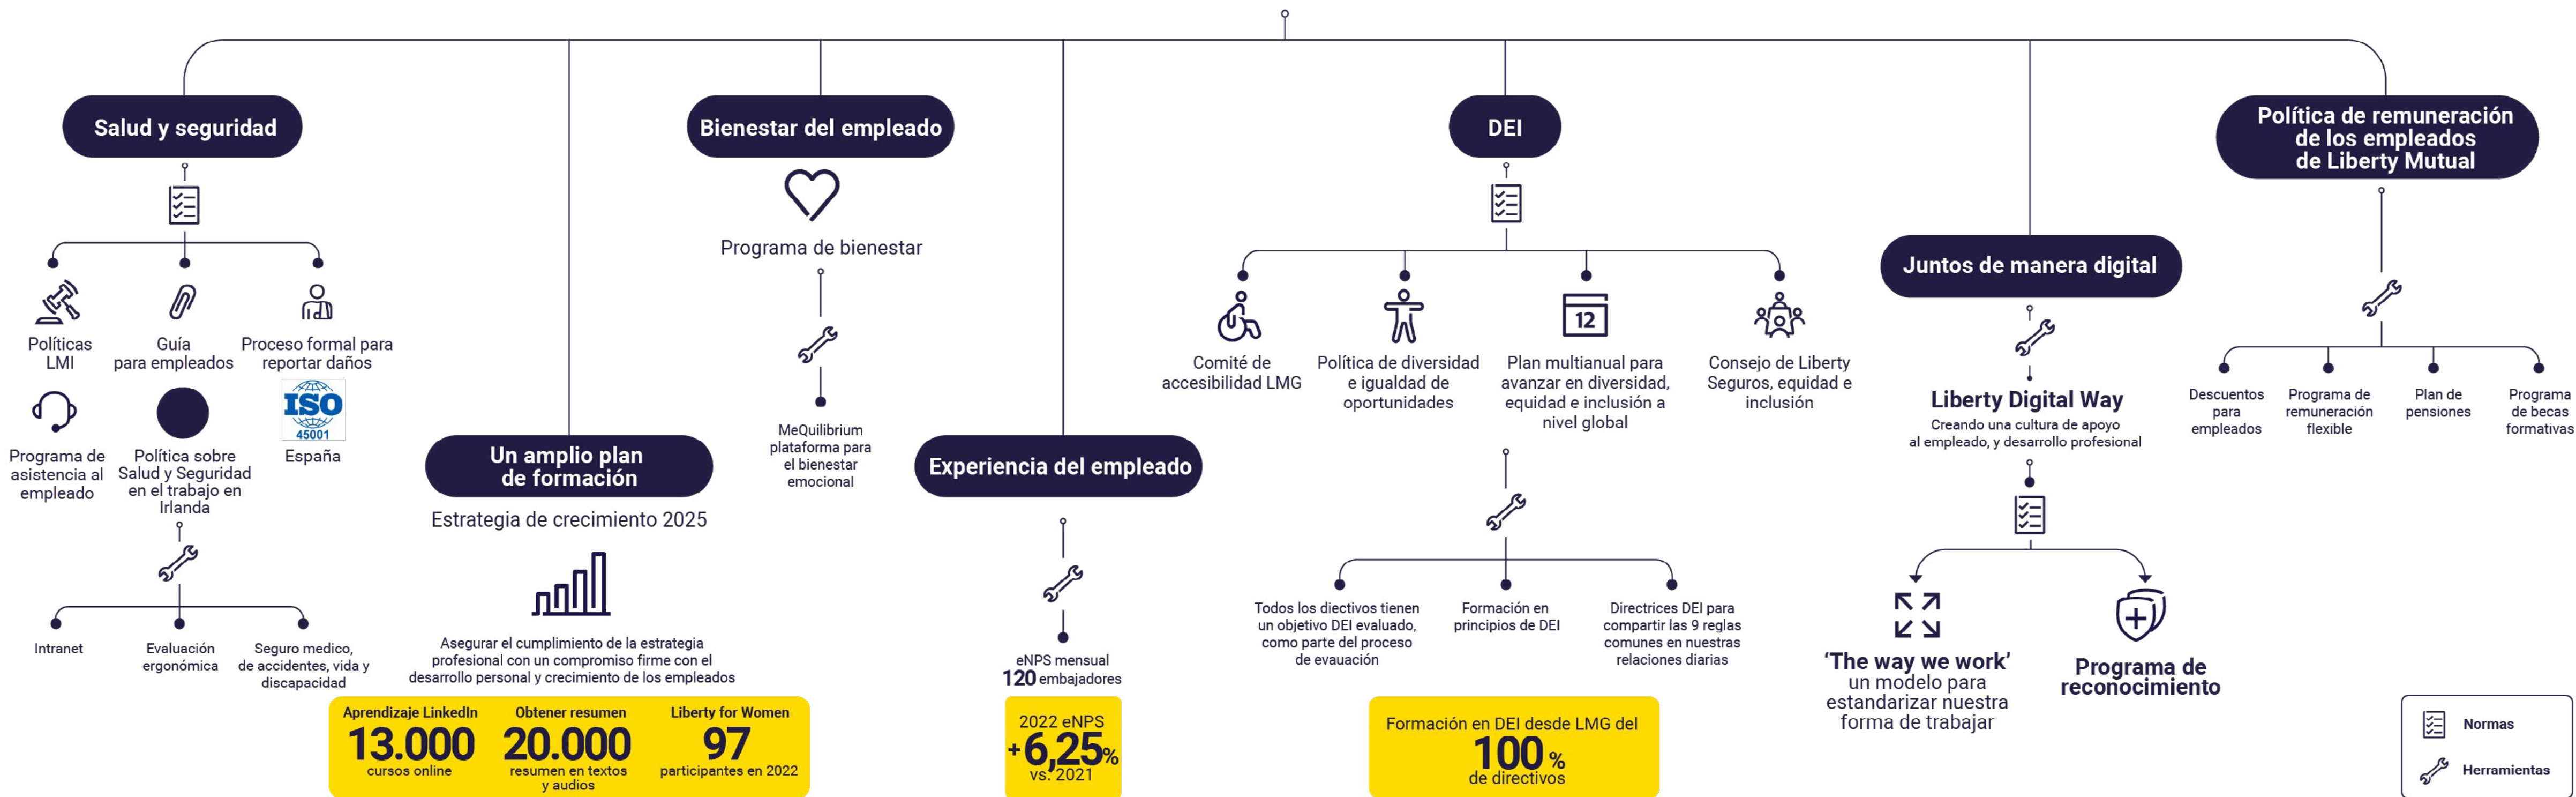 Salud y seguridad
Políticas
LMI
Guía
para empleados
Proceso formal para
reportar daños
Programa de
asistencia al
empleado
Política sobre
Salud y Seguridad
en el trabajo en
Irlanda
ISO
45001
España
Intranet
Evaluación
ergonómica
Seguro medico,
de accidentes, vida y
discapacidad
Un amplio plan
de formación
Estrategia de crecimiento 2025
Asegurar el cumplimiento de la estrategia
profesional con un compromiso firme con el
desarrollo personal y crecimiento de los empleados
Aprendizaje LinkedIn
13.000
cursos online
Obtener resumen
20.000
resumen en textos
y audios
Liberty for Women
97
participantes en 2022
Bienestar del empleado
Programa de bienestar
MeQuilibrium
plataforma para
el bienestar
emocional
Experiencia del empleado
eNPS mensual
120 embajadores
2022 eNPS
+6,25%
vs. 2021
DEI
Comité de
accesibilidad LMG
Política de diversidad
e igualdad de
oportunidades
12
Plan multianual para
avanzar en diversidad,
equidad e inclusión a
nivel global
Consejo de Liberty
Seguros, equidad e
inclusión
Todos los diectivos tienen
un objetivo DEI evaluado,
como parte del proceso
de evauación
Formación en
principios de DEI
Directrices DEI para
compartir las 9 reglas
comunes en nuestras
relaciones diarias
Formación en DEI desde LMG del
100 %
de directivos
Juntos de manera digital
Liberty Digital Way
Creando una cultura de apoyo
al empleado, y desarrollo profesional
‘The way we work’
un modelo para
estandarizar nuestra
forma de trabajar
Programa de
reconocimiento
Política de remuneración
de los empleados
de Liberty Mutual
Descuentos
para
empleados
Programa de
remuneración
flexible
Plan de
pensiones
Programa
de becas
formativas
Normas
Herramientas